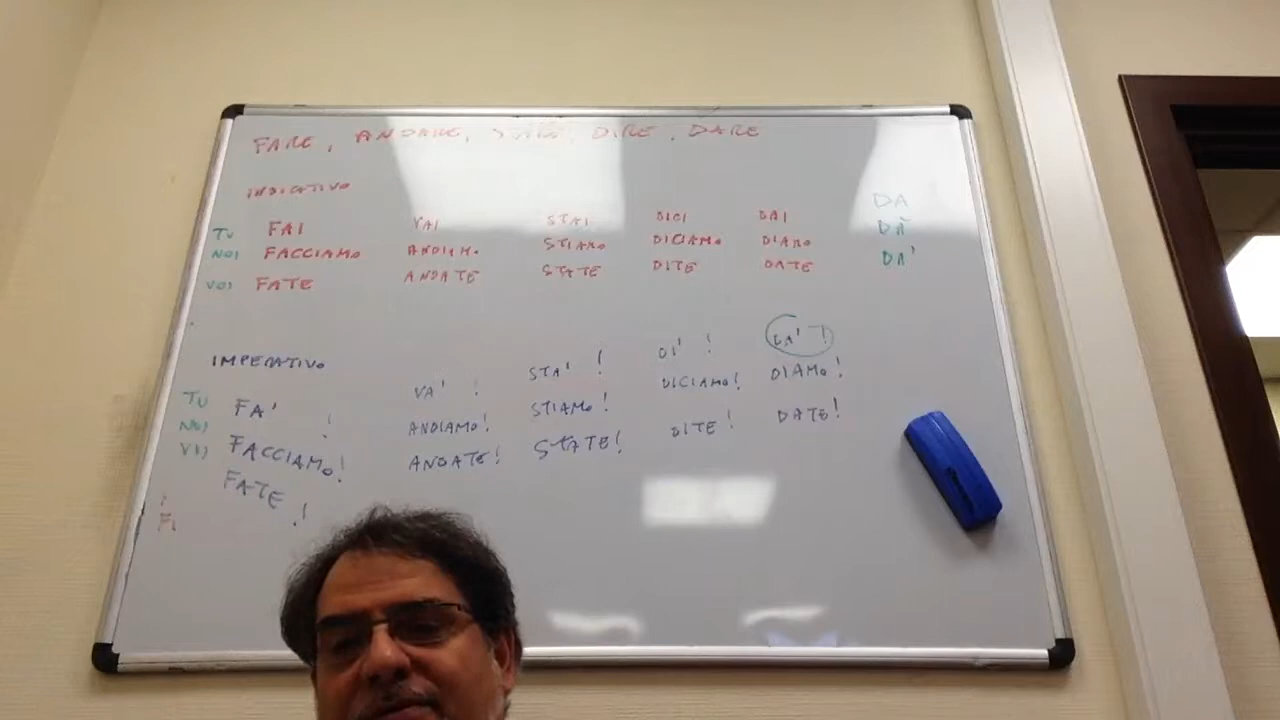 FARE, ANDARE, STARE, DIRE, DARE
INDICATIVO
TU FAI VAI STAI DICI DAI
NOI FACCIAMO ANDIAMO STIAMO DICIAMO DIAMO
VOI FATE ANDATE STATE DITE DATE
DA
DÀ
DA'
IMPERATIVO
TU FA' ! VA' ! STA' ! DI' ! DA' !
NOI FACCIAMO! ANDIAMO! STIAMO! DICIAMO! DIAMO!
VOI FATE ! ANDATE! STATE! DITE! DATE!